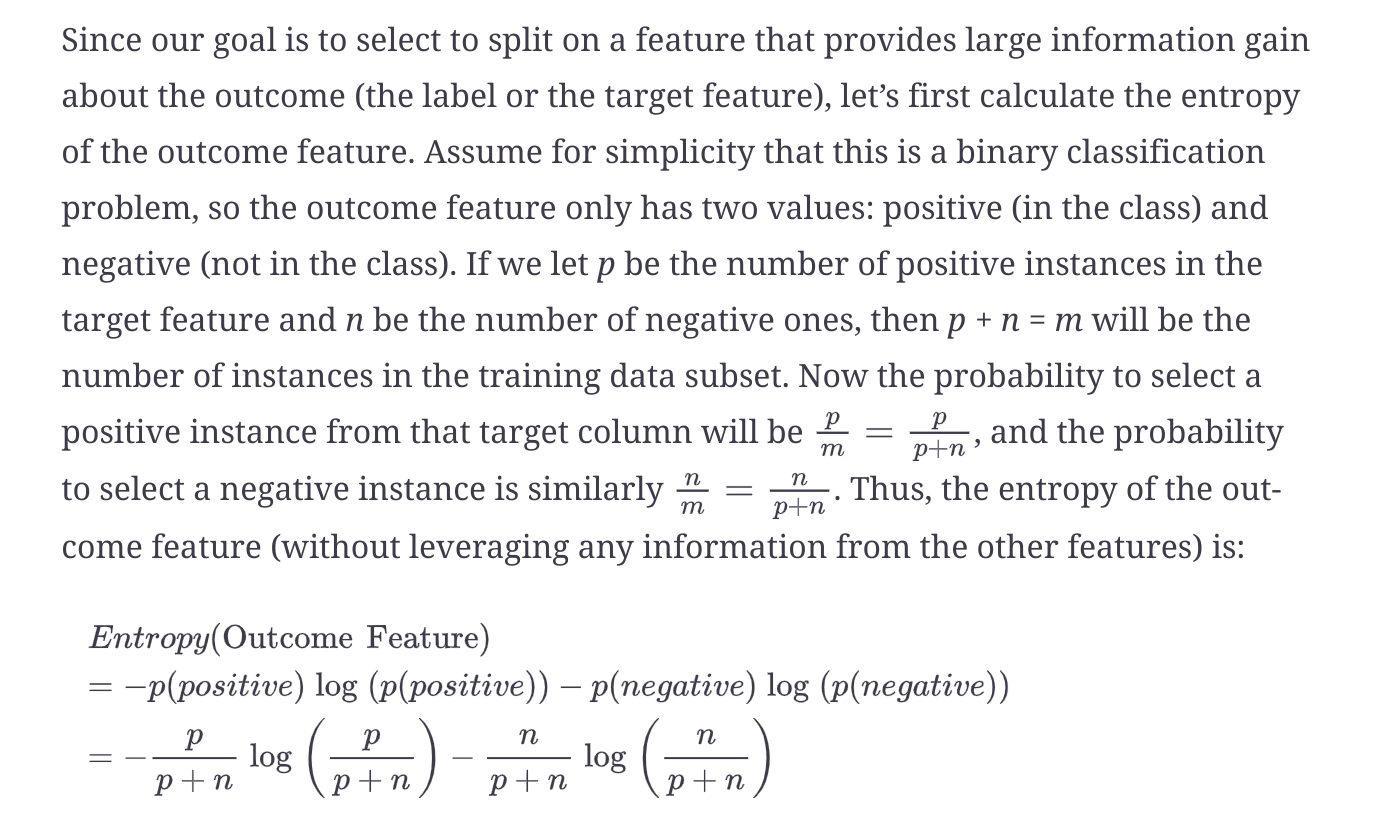 Since our goal is to select to split on a feature that provides large information gain
about the outcome (the label or the target feature), let’s first calculate the entropy
of the outcome feature. Assume for simplicity that this is a binary classification
problem, so the outcome feature only has two values: positive (in the class) and
negative (not in the class). If we let p be the number of positive instances in the
target feature and n be the number of negative ones, then p + n = m will be the
number of instances in the training data subset. Now the probability to select a
positive instance from that target column will be \frac{p}{m} = \frac{p}{p+n}, and the probability
to select a negative instance is similarly \frac{n}{m} = \frac{n}{p+n}. Thus, the entropy of the out-
come feature (without leveraging any information from the other features) is:
Entropy(Outcome Feature)
= −p(positive) log (p(positive)) − p(negative) log (p(negative))
= -\frac{p}{p+n} \log \left(\frac{p}{p+n}\right) - \frac{n}{p+n} \log \left(\frac{n}{p+n}\right)